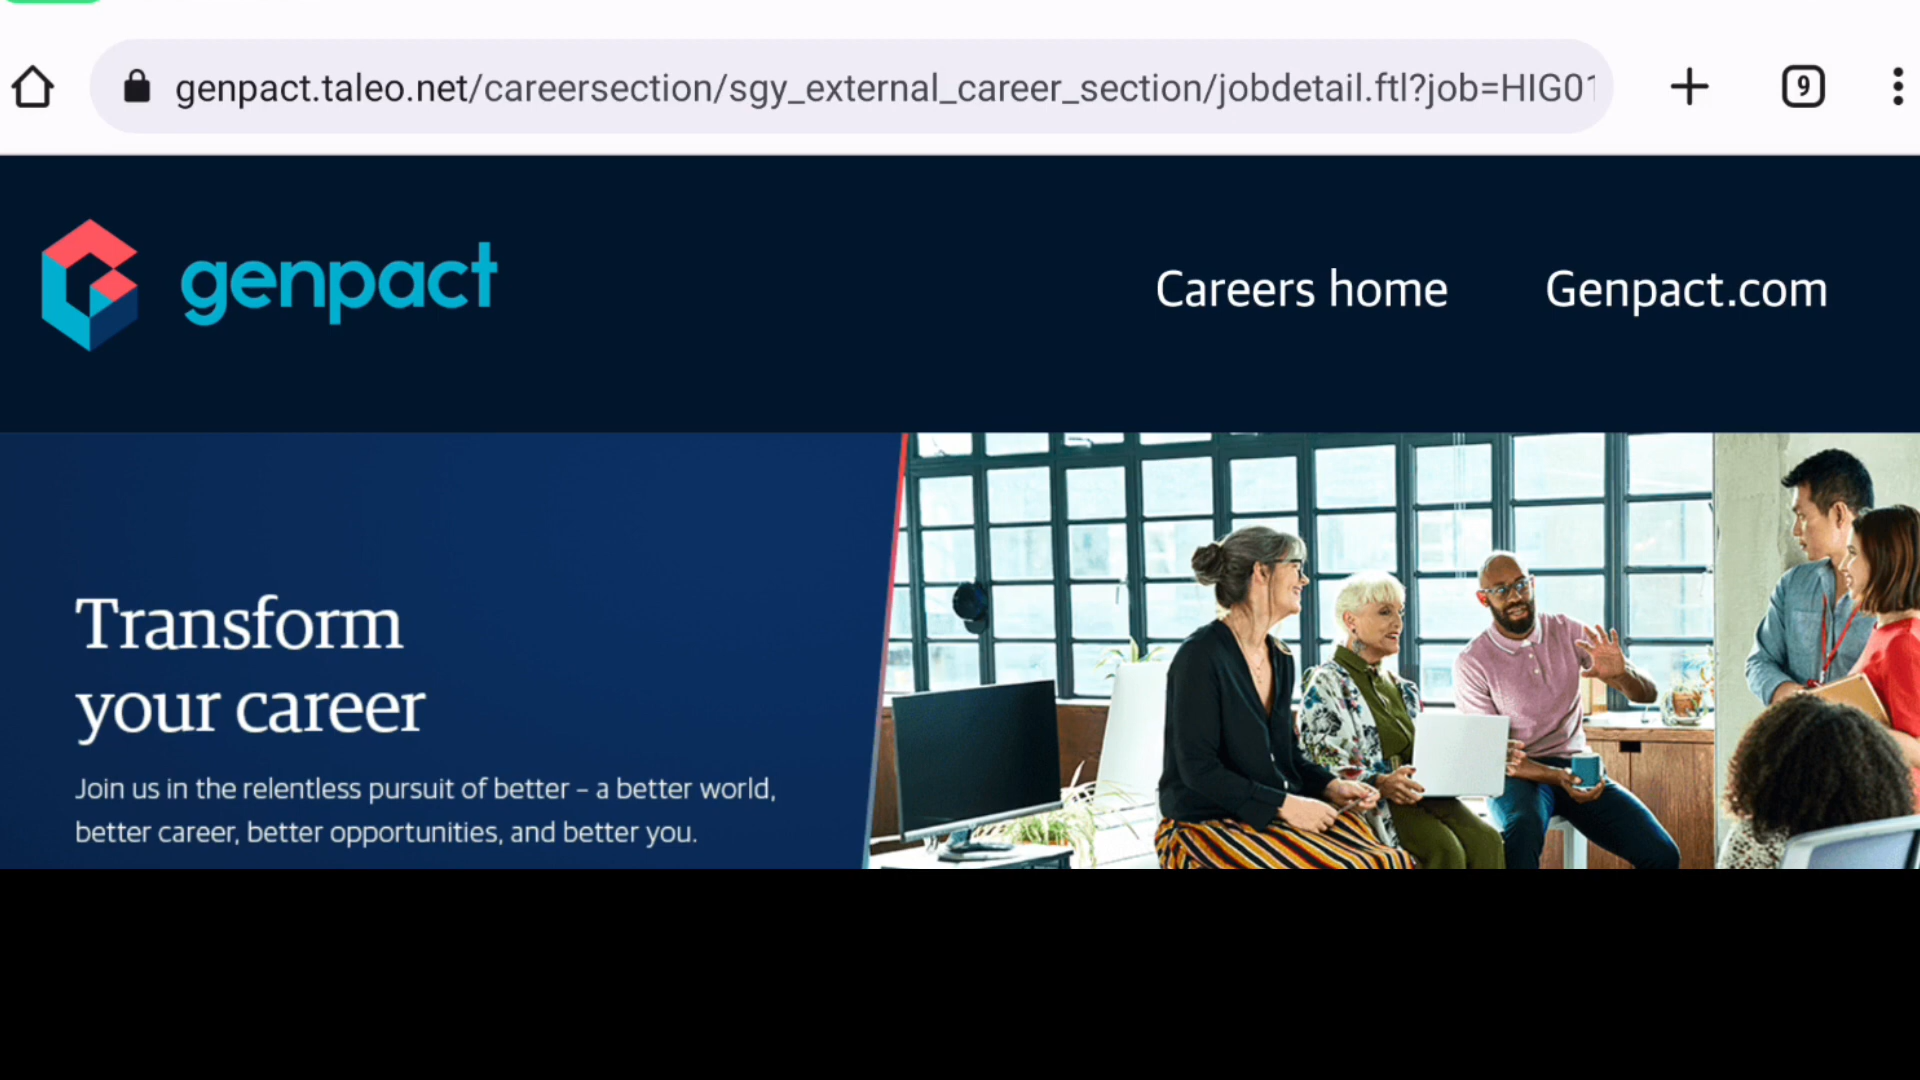 genpact.taleo.net/careersection/sgy_external_career_section/jobdetail.ftl?job=HIG01
9
genpact
Careers home
Genpact.com
Transform
your career
Join us in the relentless pursuit of better – a better world,
better career, better opportunities, and better you.